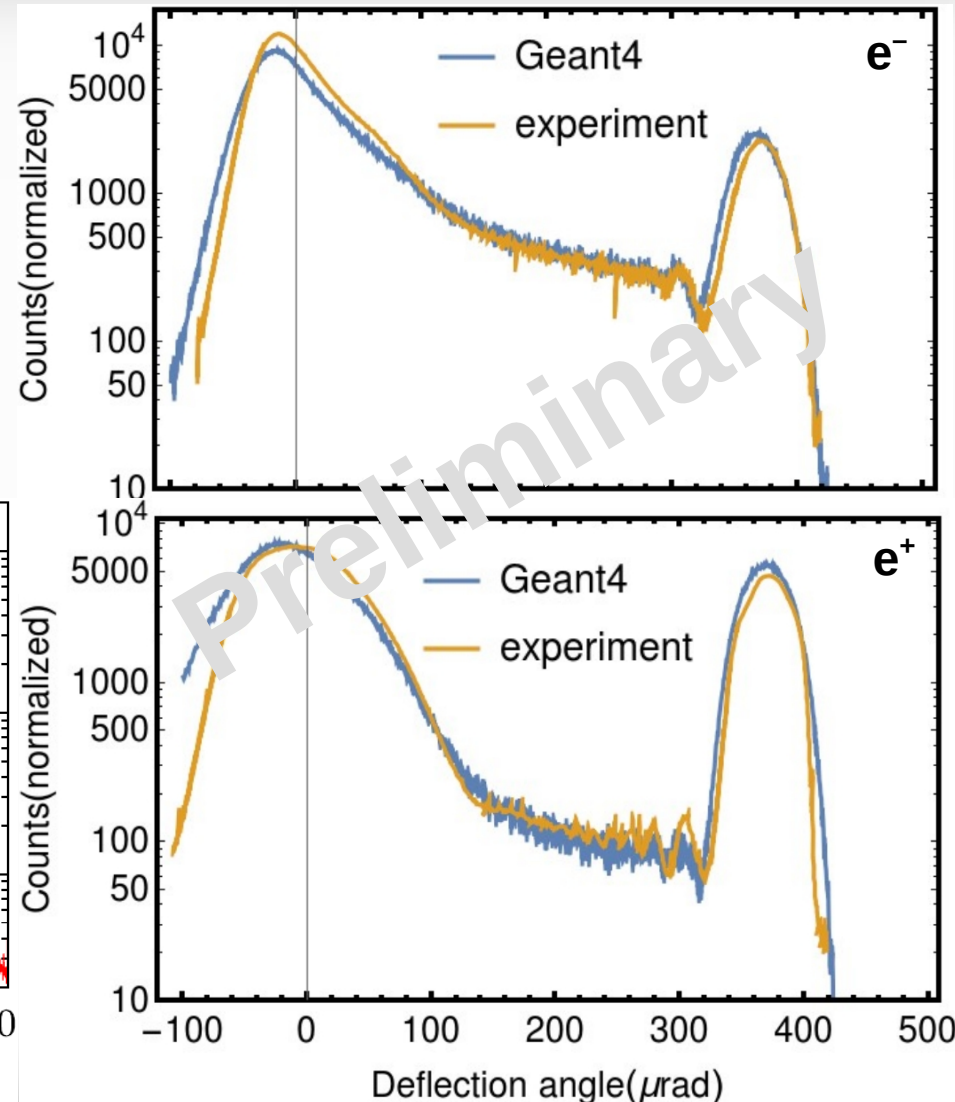 10⁴
5000
1000
500
100
50
10
Counts(normalized)
Geant4
experiment
e⁻
Preliminary
10⁴
5000
1000
500
100
50
10
Counts(normalized)
Geant4
experiment
e⁺
0
−100 0 100 200 300 400 500
Deflection angle(μrad)